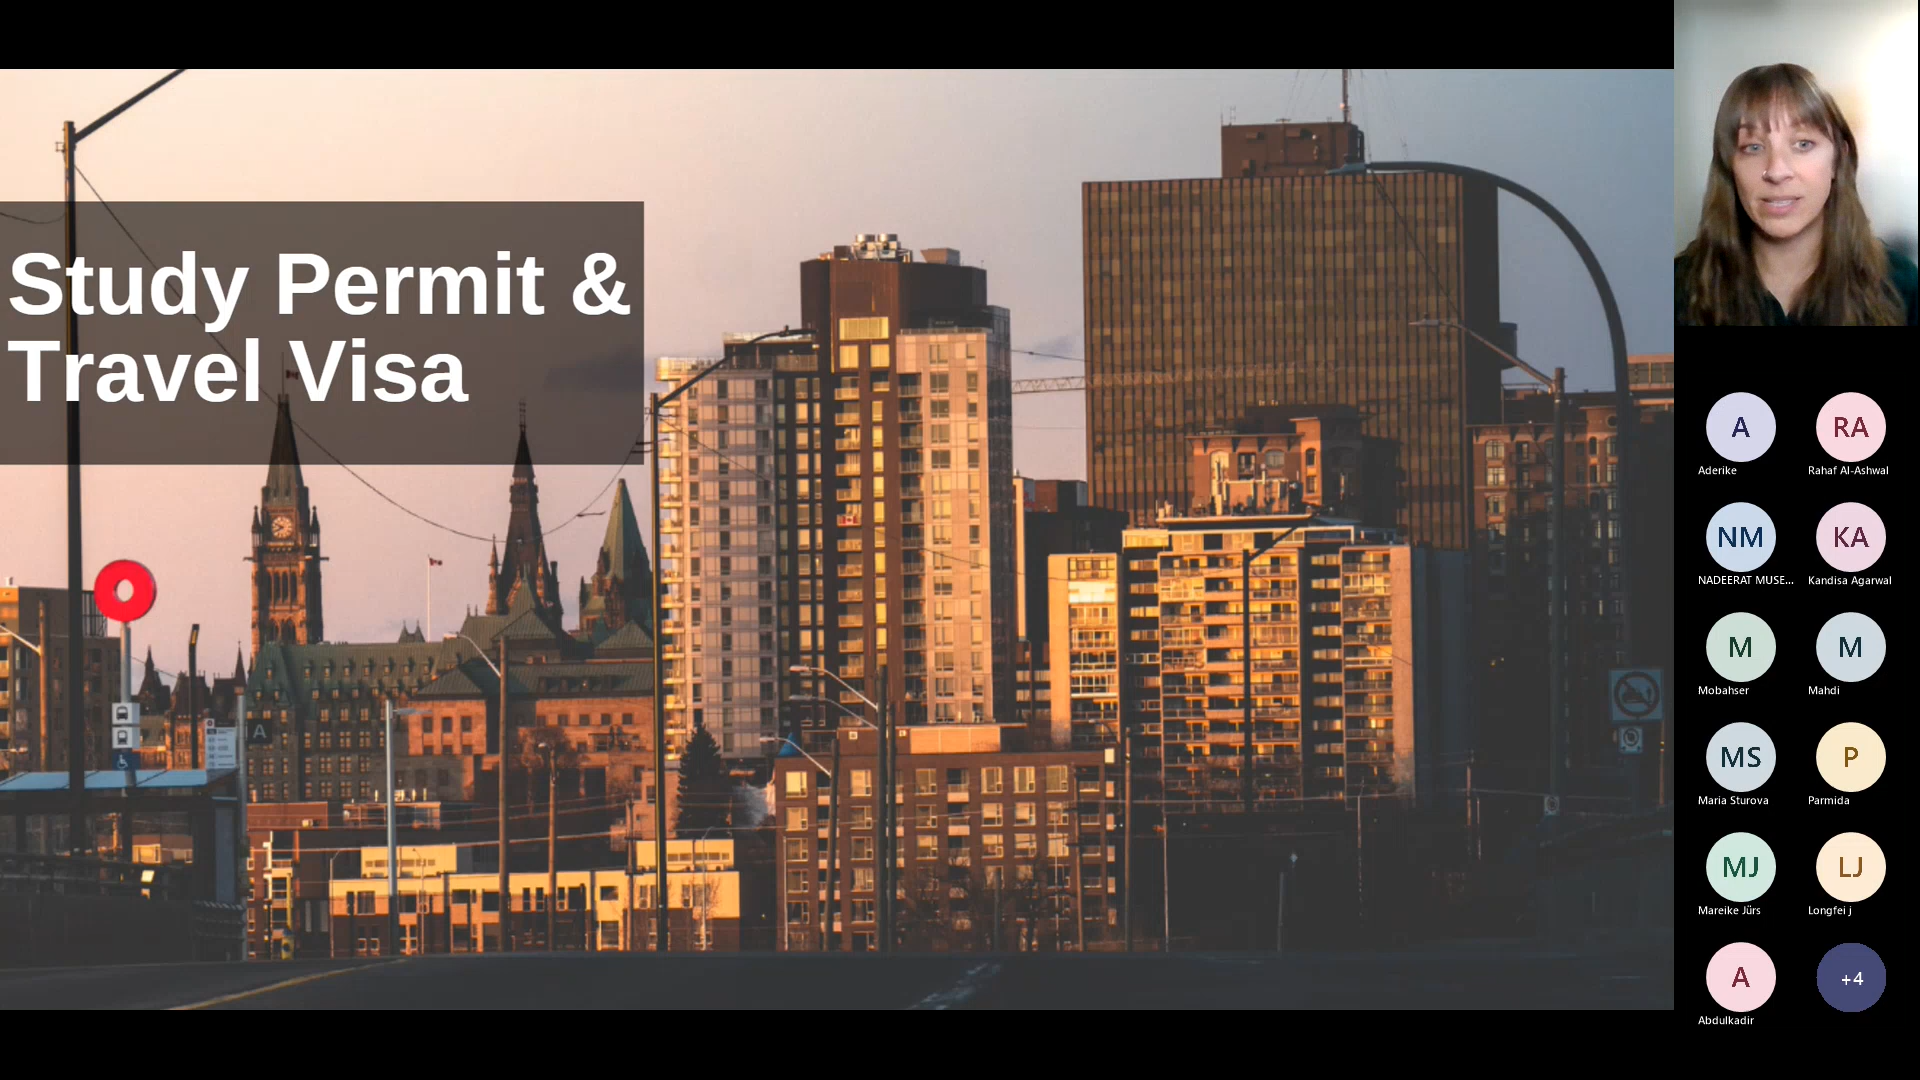 Study Permit &
Travel Visa
A
A
Aderike
RA
Rahaf Al-Ashwal
NM
NADEERAT MUSE...
KA
Kandisa Agarwal
M
Mobahser
M
Mahdi
MS
Maria Sturova
P
Parmida
MJ
Mareike Jürs
LJ
Longfei j
A
Abdulkadir
+4